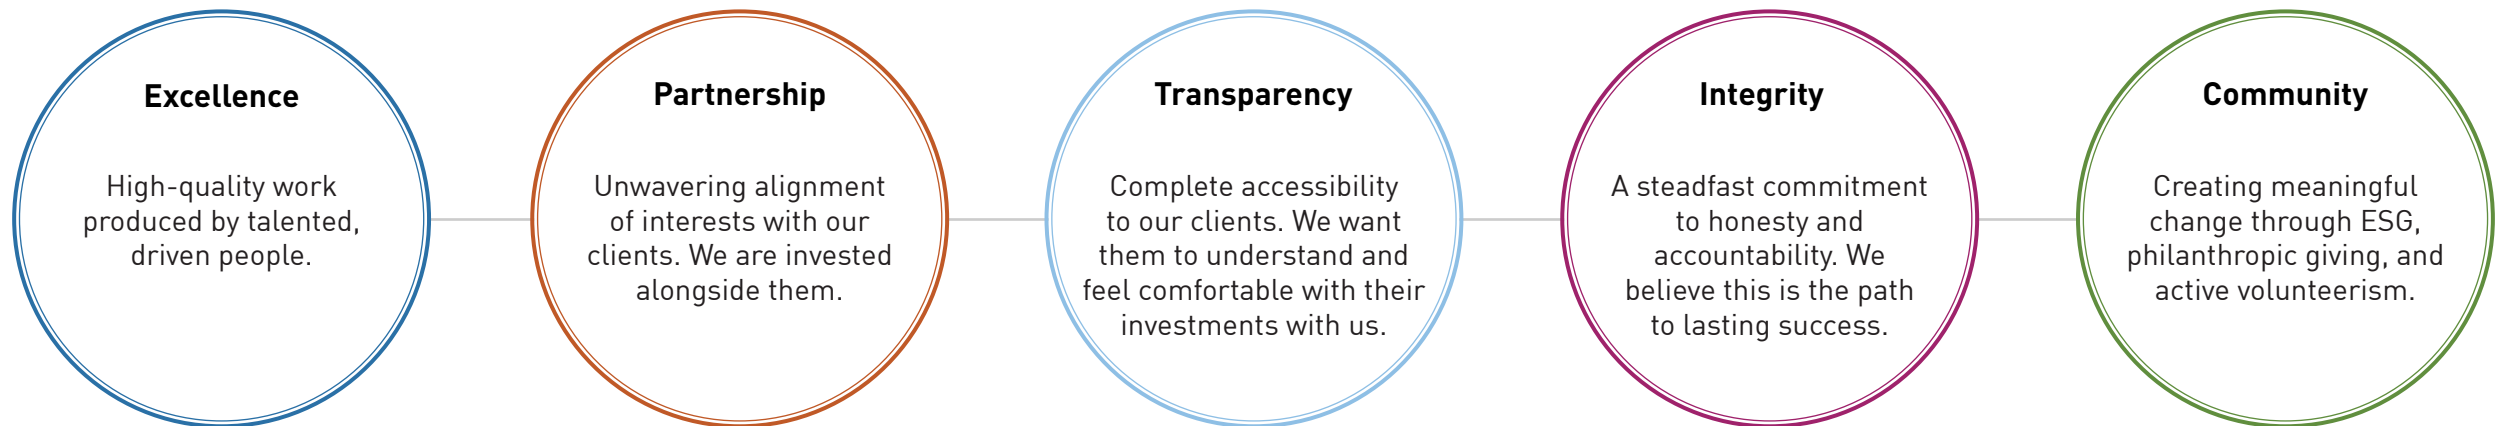 Excellence
High-quality work
produced by talented,
driven people.
Partnership
Unwavering alignment
of interests with our
clients. We are invested
alongside them.
Transparency
Complete accessibility
to our clients. We want
them to understand and
feel comfortable with their
investments with us.
Integrity
A steadfast commitment
to honesty and
accountability. We
believe this is the path
to lasting success.
Community
Creating meaningful
change through ESG,
philanthropic giving, and
active volunteerism.